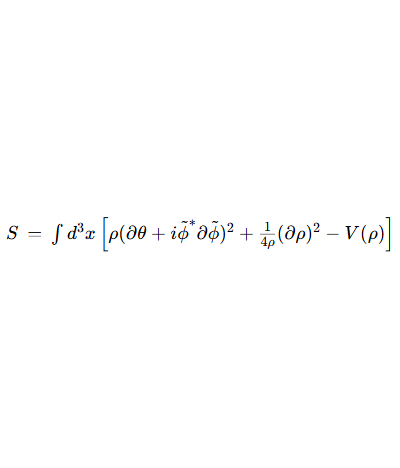 S = ∫ d³x [ρ(∂θ + iϕ̃*∂ϕ̃)² + 1/4ρ (∂ρ)² − V(ρ)]